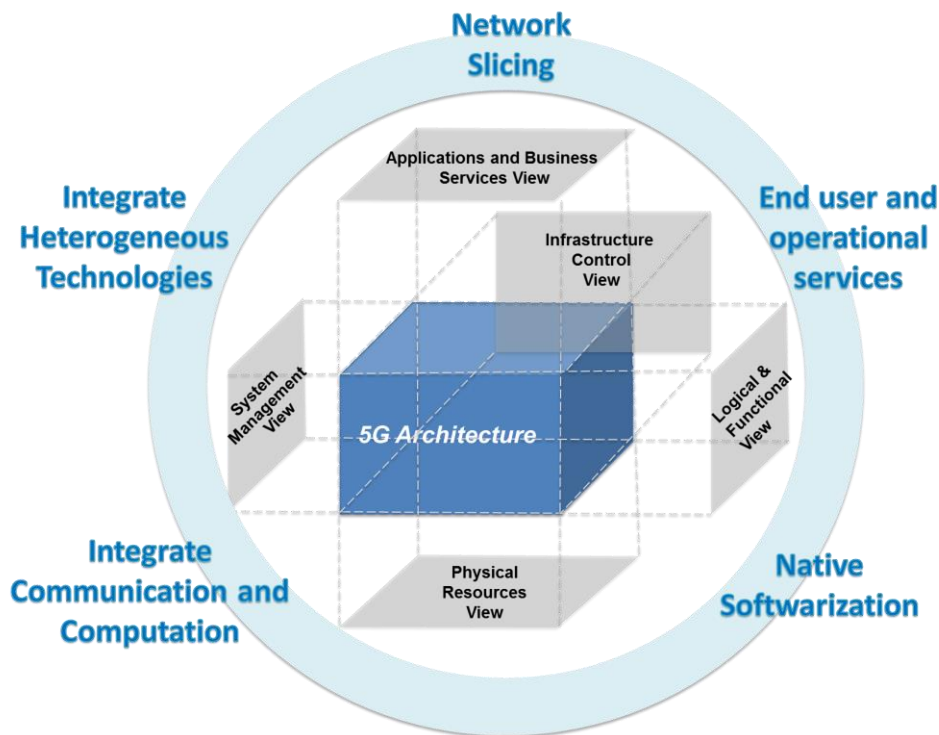 Network
Slicing
Applications and Business
Services View
Integrate
Heterogeneous
Technologies
End user and
operational
services
Infrastructure
Control
View
System
Management
View
5G Architecture
Logical &
Functional
View
Integrate
Communication and
Computation
Physical
Resources
View
Native
Softwarization